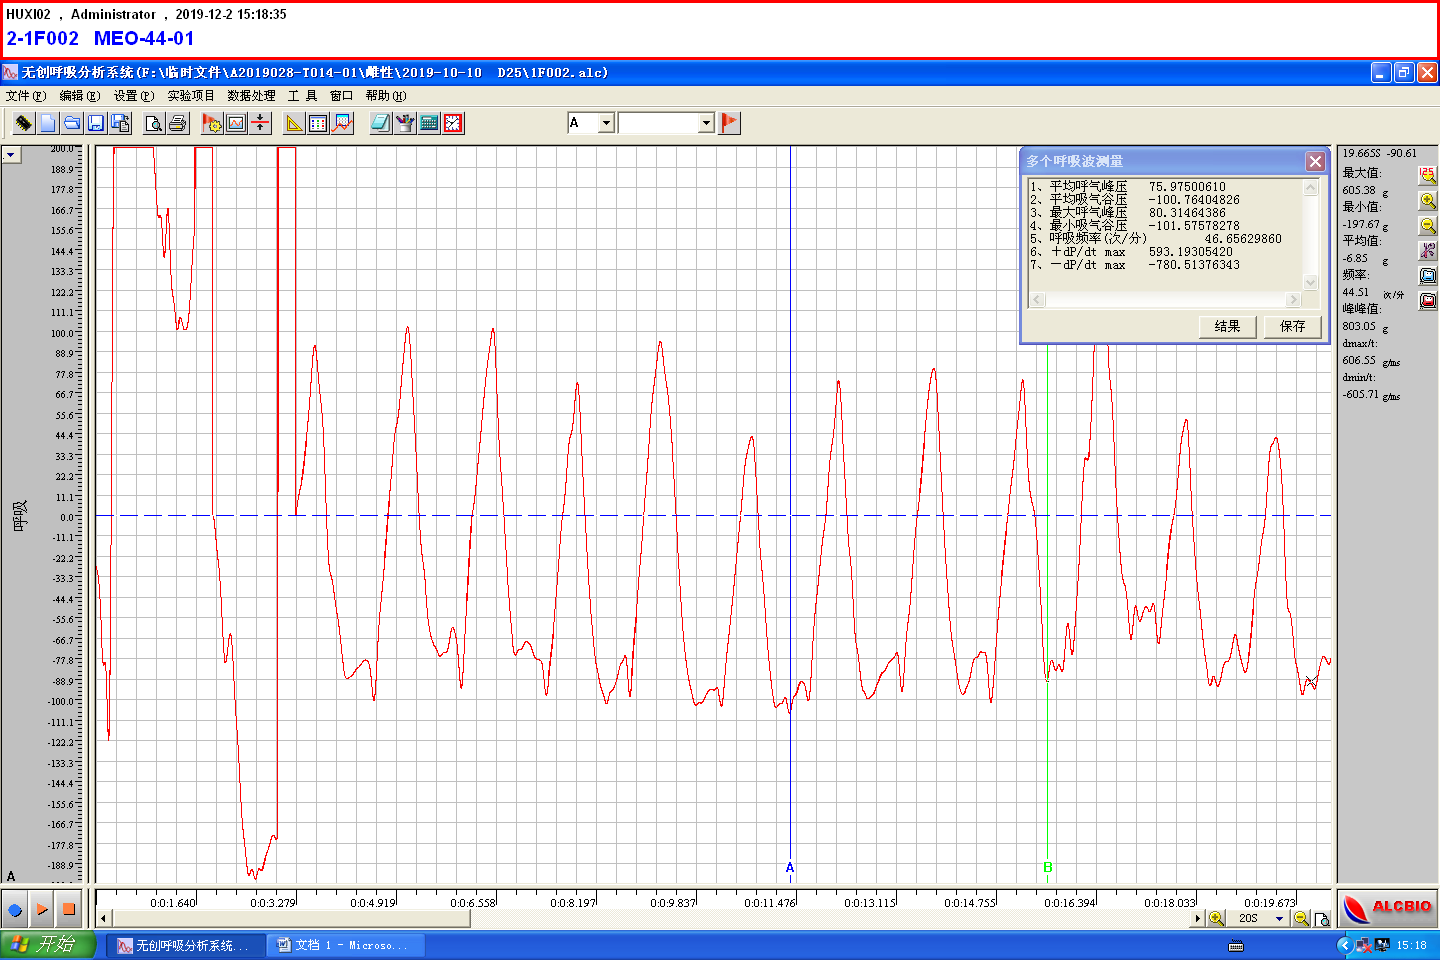 HUXI02 , Administrator , 2019-12-2 15:18:35
2-1F002 MEO-44-01
无创呼吸分析系统(F:\临时文件\A2019028-T014-01\雌性\2019-10-10 D25\1F002.alc)
文件(F) 编辑(E) 设置(P) 实验项目 数据处理 工 具 窗口 帮助(H)
A
200.0
188.9
177.8
166.7
155.6
144.4
133.3
122.2
111.1
100.0
88.9
77.8
66.7
55.6
44.4
33.3
22.2
11.1
0.0
-11.1
-22.2
-33.3
-44.4
-55.6
-66.7
-77.8
-88.9
-100.0
-111.1
-122.2
-133.3
-144.4
-155.6
-166.7
-177.8
-188.9
呼吸
A
多个呼吸波测量
1、平均呼气峰压 75.97500610
2、平均吸气谷压 -100.76404826
3、最大呼气峰压 80.31464386
4、最小吸气谷压 -101.57578278
5、呼吸频率(次/分) 46.65629860
6、＋dP/dt max 593.19305420
7、－dP/dt max -780.51376343
结果 保存
19.665S -90.61
最大值:
605.38 g
最小值:
-197.67 g
平均值:
-6.85 g
频率:
44.51 次/分
峰峰值:
803.05 g
dmax/t:
606.55 g/ms
dmin/t:
-605.71 g/ms
125
A
B
0:0:1.640 0:0:3.279 0:0:4.919 0:0:6.558 0:0:8.197 0:0:9.837 0:0:11.476 0:0:13.115 0:0:14.755 0:0:16.394 0:0:18.033 0:0:19.673
20S
ALCBIO
开始 无创呼吸分析系统... 文档 1 - Microso... 15:18